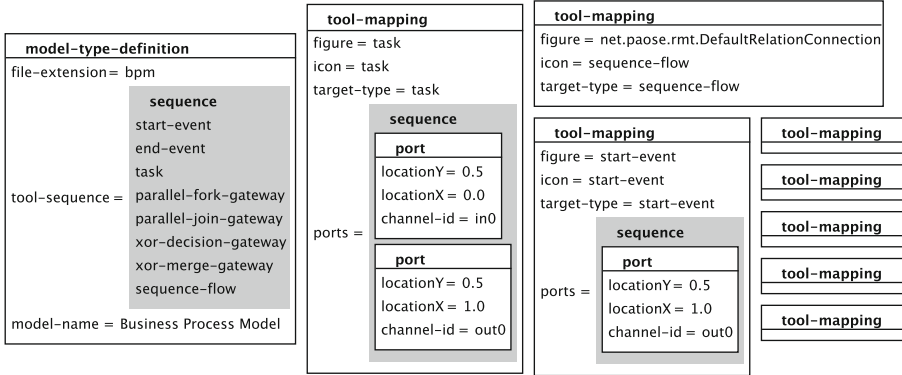 model-type-definition
file-extension= bpm
tool-sequence =
sequence
start-event
end-event
task
parallel-fork-gateway
parallel-join-gateway
xor-decision-gateway
xor-merge-gateway
sequence-flow
model-name = Business Process Model
tool-mapping
figure = task
icon = task
target-type = task
ports =
sequence
port
locationY= 0.5
locationX= 0.0
channel-id = in0
port
locationY= 0.5
locationX= 1.0
channel-id = out0
tool-mapping
figure = net.paose.rmt.DefaultRelationConnection
icon = sequence-flow
target-type = sequence-flow
tool-mapping
figure = start-event
icon = start-event
target-type = start-event
ports =
sequence
port
locationY= 0.5
locationX= 1.0
channel-id = out0
tool-mapping
tool-mapping
tool-mapping
tool-mapping
tool-mapping